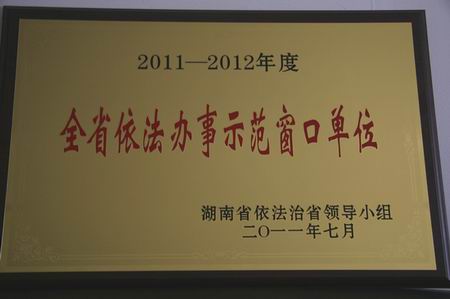 2011—2012年度
全省依法办事示范窗口单位
湖南省依法治省领导小组
二〇一一年七月